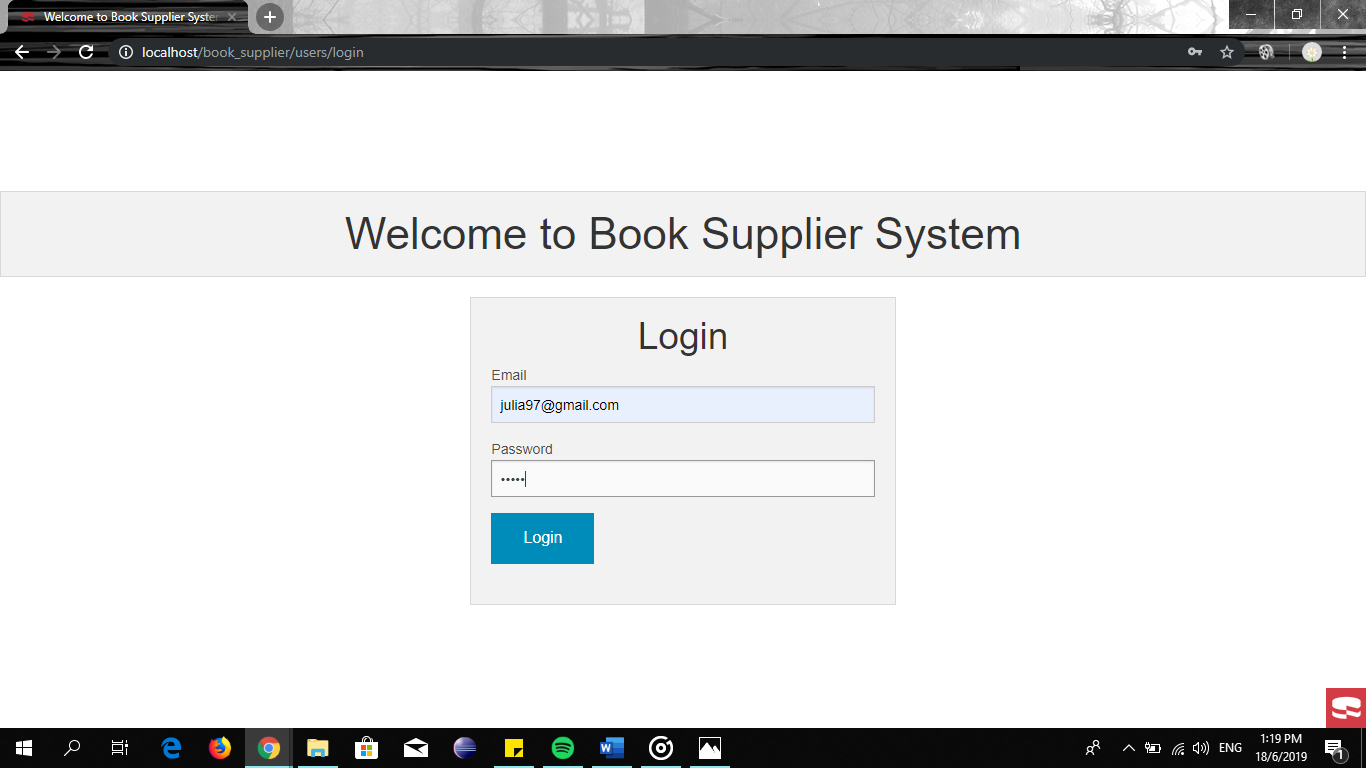 Welcome to Book Supplier Syste
localhost/book_supplier/users/login
Welcome to Book Supplier System
Login
Email
julia97@gmail.com
Password
•••••
Login
ENG
1:19 PM
18/6/2019
1